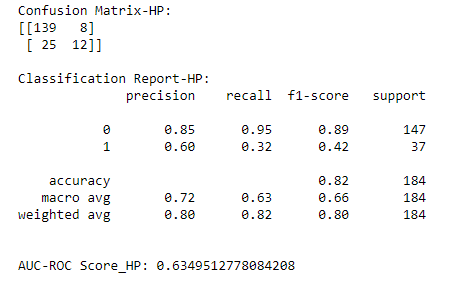 Confusion Matrix-HP:
[[139   8]
 [ 25  12]]
Classification Report-HP:
              precision    recall  f1-score   support
           0       0.85      0.95      0.89       147
           1       0.60      0.32      0.42        37
    accuracy                           0.82       184
   macro avg       0.72      0.63      0.66       184
weighted avg       0.80      0.82      0.80       184
AUC-ROC Score_HP: 0.6349512778084208